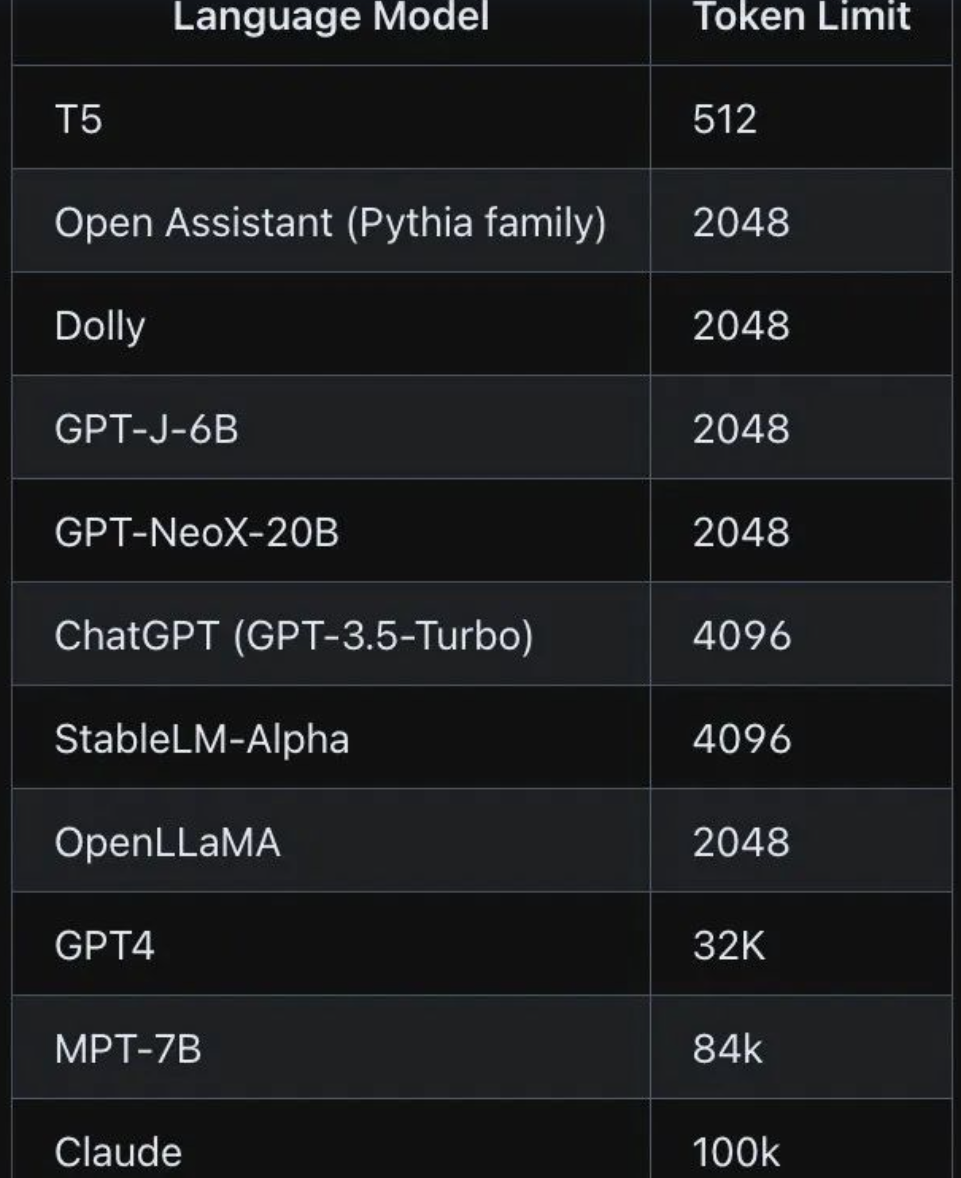 Language Model Token Limit
T5 512
Open Assistant (Pythia family) 2048
Dolly 2048
GPT-J-6B 2048
GPT-NeoX-20B 2048
ChatGPT (GPT-3.5-Turbo) 4096
StableLM-Alpha 4096
OpenLLaMA 2048
GPT4 32K
MPT-7B 84k
Claude 100k